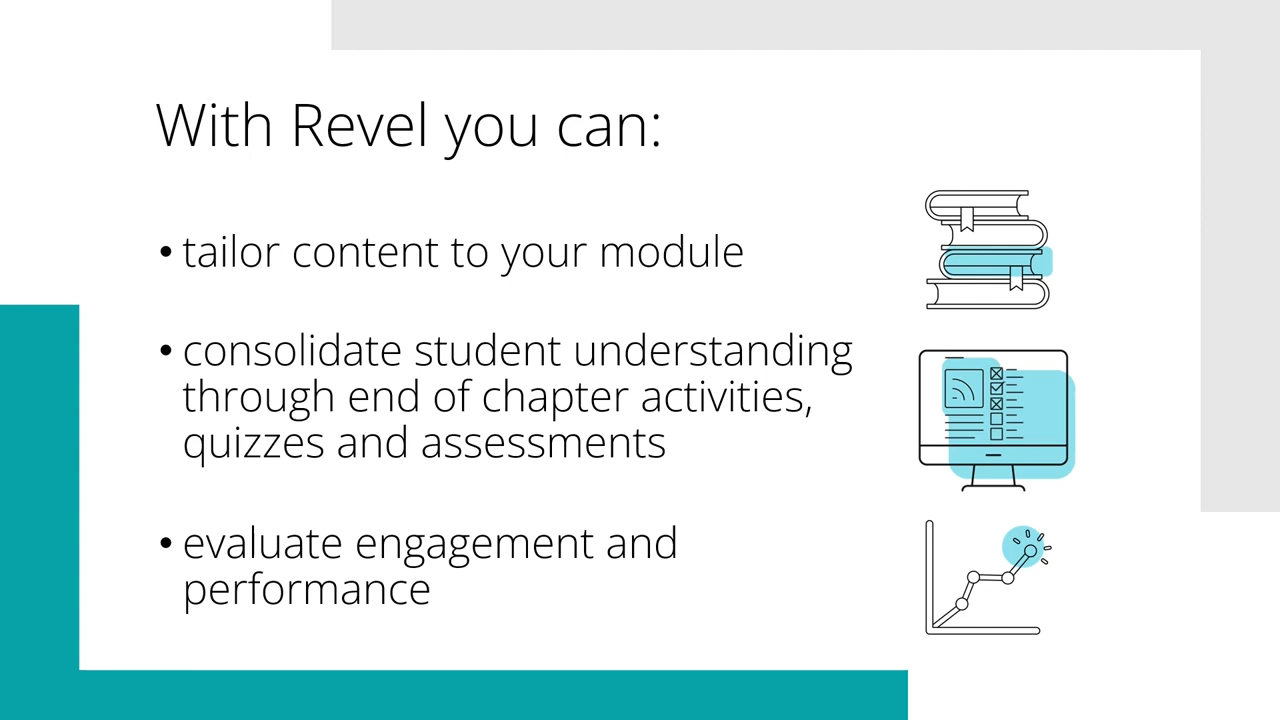 With Revel you can:
• tailor content to your module
• consolidate student understanding
through end of chapter activities,
quizzes and assessments
• evaluate engagement and
performance